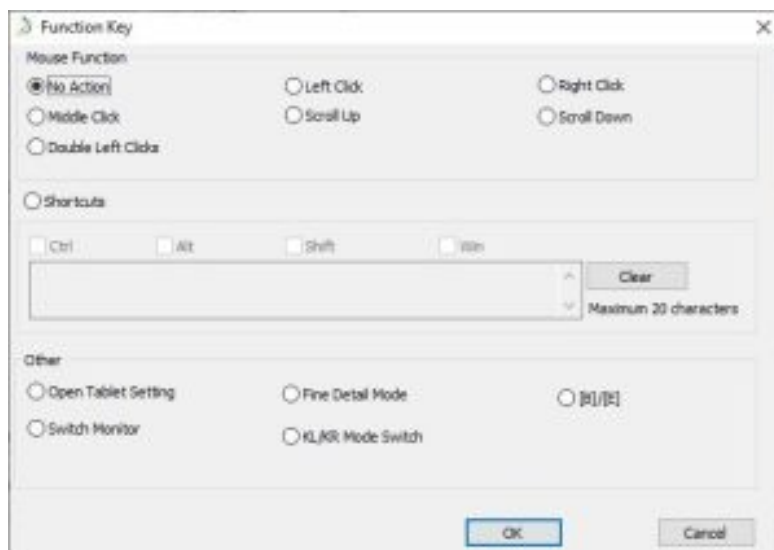 Function Key
Mouse Function
No Action Left Click Right Click
Middle Click Scroll Up Scroll Down
Double Left Clicks
Shortcuts
Ctrl Alt Shift Win
Clear
Maximum 20 characters
Other
Open Tablet Setting Fine Detail Mode [B]/[E]
Switch Monitor KL/KR Mode Switch
OK Cancel